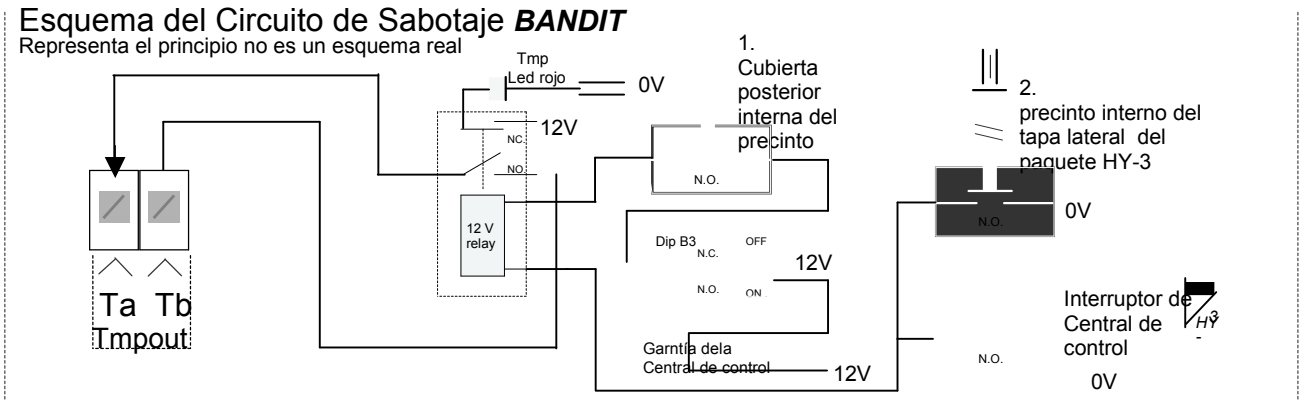 Esquema del Circuito de Sabotaje BANDIT
Representa el principio no es un esquema real
Tmp
Led rojo
0V
12V
NC.
NO.
12 V
relay
Ta Tb
Tmpout
1.
Cubierta
posterior
interna del
precinto
N.O.
Dip B3
N.C.
OFF
N.O.
ON
12V
Garntía dela
Central de control
12V
2.
precinto interno del
tapa lateral del
paquete HY-3
N.O.
0V
Interruptor de
Central de
control
HY
3
-
N.O.
0V